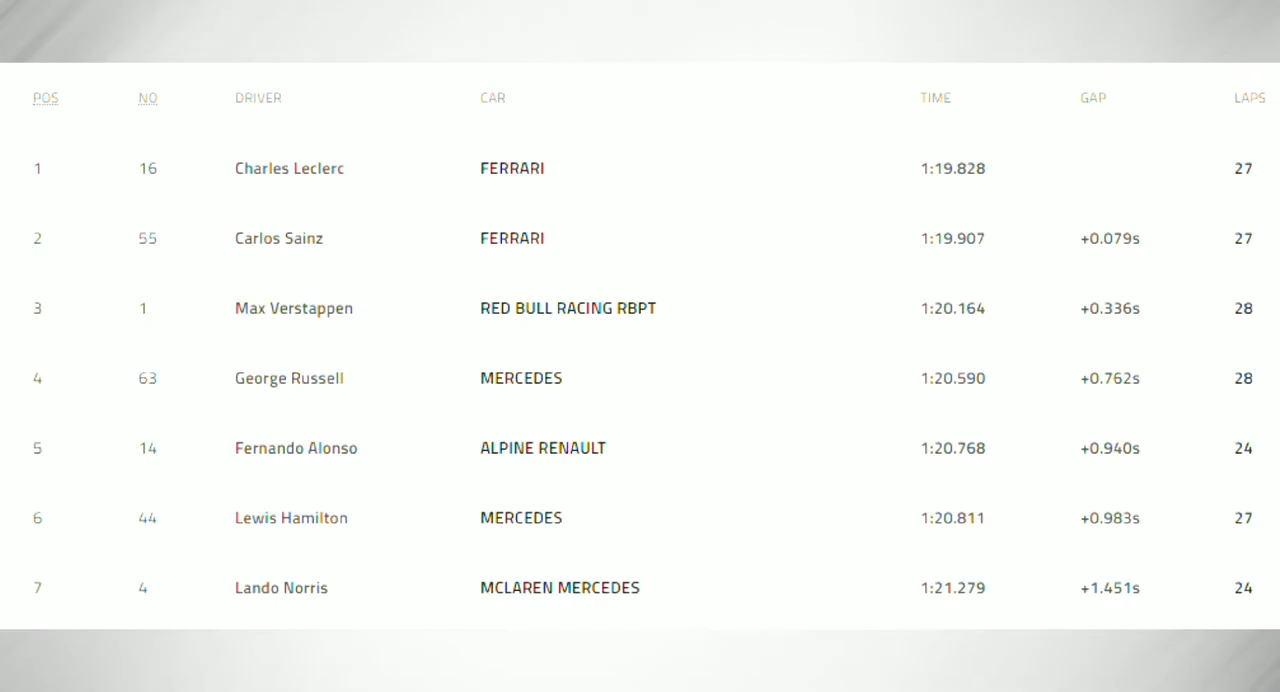 POS NO DRIVER CAR TIME GAP LAPS
1 16 Charles Leclerc FERRARI 1:19.828 27
2 55 Carlos Sainz FERRARI 1:19.907 +0.079s 27
3 1 Max Verstappen RED BULL RACING RBPT 1:20.164 +0.336s 28
4 63 George Russell MERCEDES 1:20.590 +0.762s 28
5 14 Fernando Alonso ALPINE RENAULT 1:20.768 +0.940s 24
6 44 Lewis Hamilton MERCEDES 1:20.811 +0.983s 27
7 4 Lando Norris MCLAREN MERCEDES 1:21.279 +1.451s 24